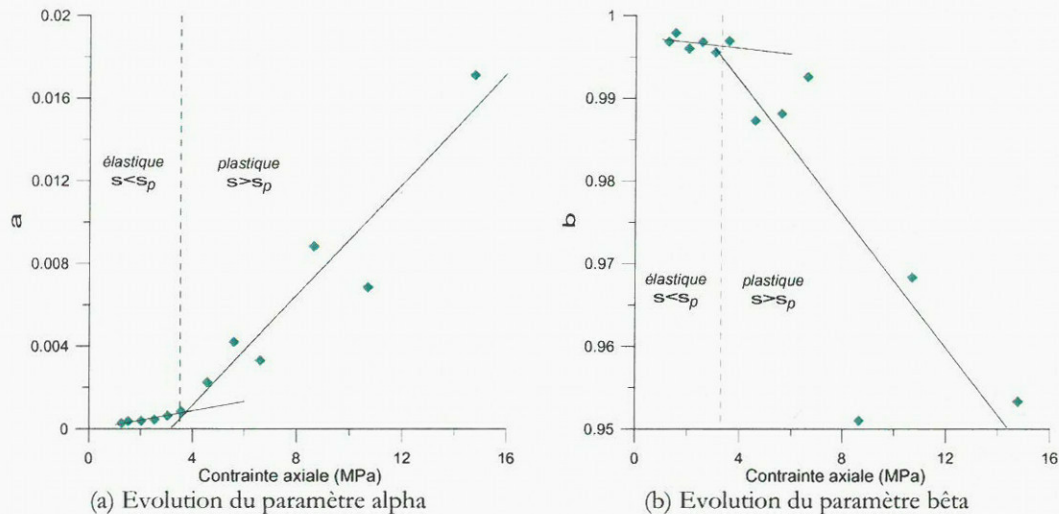 0.02
0.016
0.012
0.008
0.004
0
a
élastique
s<sp
plastique
s>sp
0
4
8
12
16
Contrainte axiale (MPa)
(a) Evolution du paramètre alpha
1
0.99
0.98
0.97
0.96
0.95
b
élastique
s<sp
plastique
s>sp
0
4
8
12
16
Contrainte axiale (MPa)
(b) Evolution du paramètre bêta